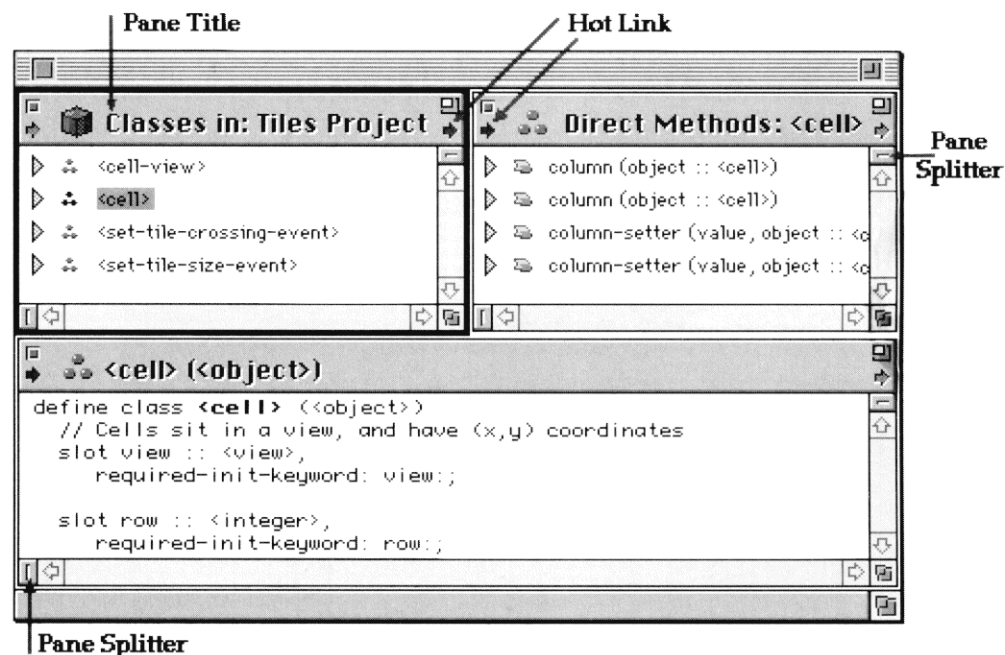 Pane Title
Hot Link
Classes in: Tiles Project
Direct Methods: <cell>
Pane
Splitter
<cell-view>
<cell>
<set-tile-crossing-event>
<set-tile-size-event>
column (object :: <cell>)
column (object :: <cell>)
column-setter (value, object :: <c
column-setter (value, object :: <c
<cell> (<object>)
define class <cell> (<object>)
// Cells sit in a view, and have (x,y) coordinates
slot view :: <view>,
required-init-keyword: view:;
slot row :: <integer>,
required-init-keyword: row:;
Pane Splitter